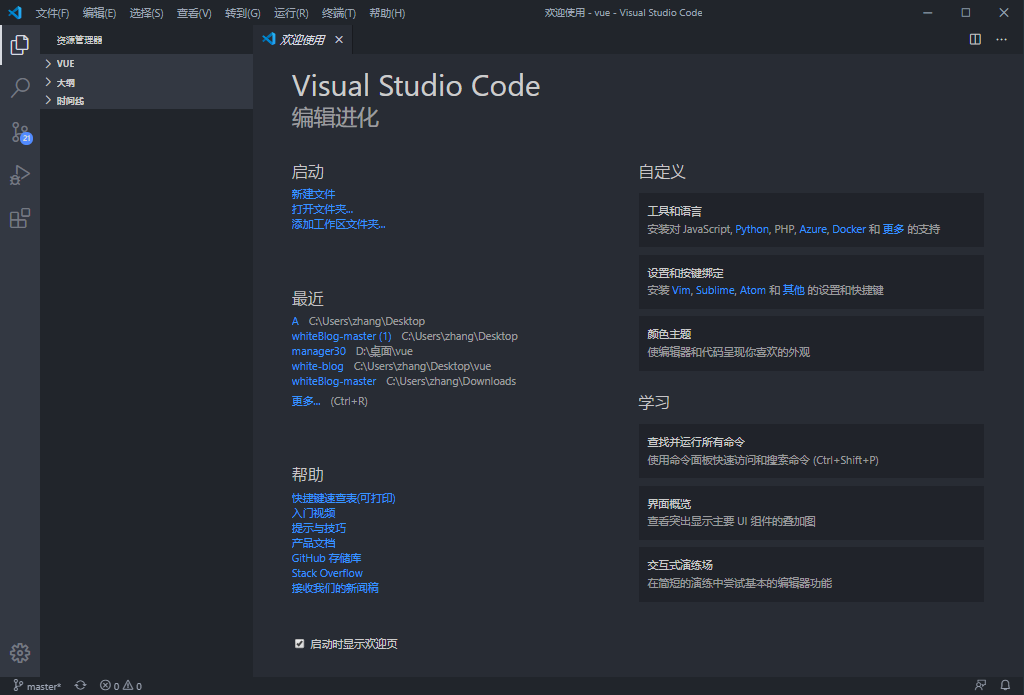 文件(F) 编辑(E) 选择(S) 查看(V) 转到(G) 运行(R) 终端(T) 帮助(H) 欢迎使用 - vue - Visual Studio Code
资源管理器
欢迎使用
VUE
大纲
时间线
21
Visual Studio Code
编辑进化
启动
新建文件
打开文件夹...
添加工作区文件夹...
最近
A C:\Users\zhang\Desktop
whiteBlog-master (1) C:\Users\zhang\Desktop
manager30 D:\桌面\vue
white-blog C:\Users\zhang\Desktop\vue
whiteBlog-master C:\Users\zhang\Downloads
更多... (Ctrl+R)
帮助
快捷键速查表(可打印)
入门视频
提示与技巧
产品文档
GitHub 存储库
Stack Overflow
接收我们的新闻稿
启动时显示欢迎页
自定义
工具和语言
安装对 JavaScript, Python, PHP, Azure, Docker 和 更多 的支持
设置和按键绑定
安装 Vim, Sublime, Atom 和 其他 的设置和快捷键
颜色主题
使编辑器和代码呈现你喜欢的外观
学习
查找并运行所有命令
使用命令面板快速访问和搜索命令 (Ctrl+Shift+P)
界面概览
查看突出显示主要 UI 组件的叠加图
交互式演练场
在简短的演练中尝试基本的编辑器功能
master* 0 0